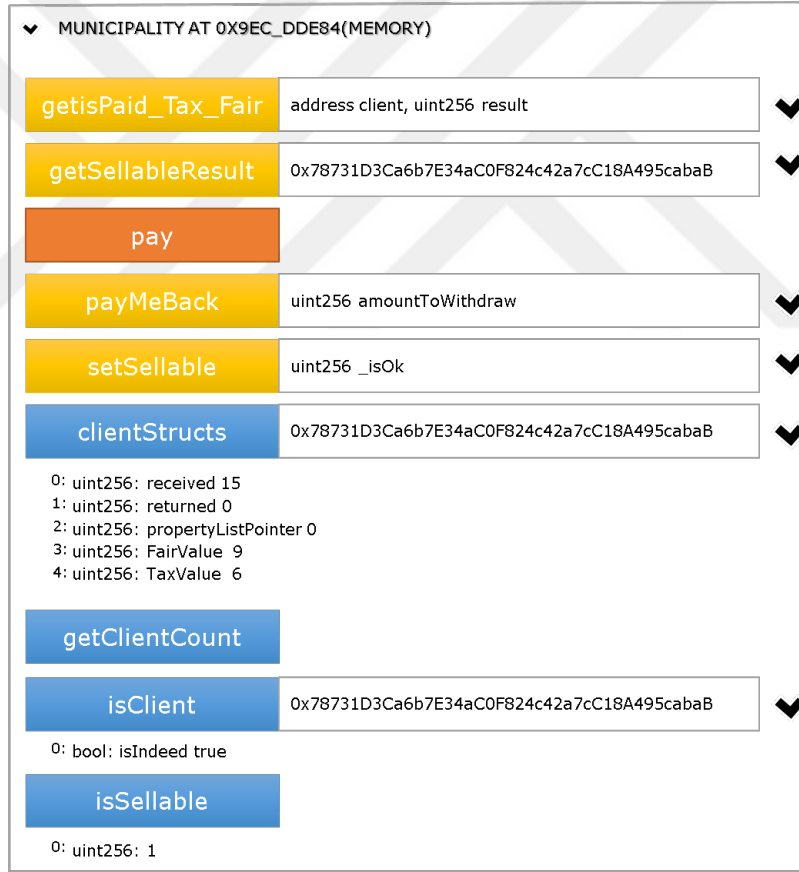 MUNICIPALITY AT 0X9EC_DDE84(MEMORY)
getisPaid_Tax_Fair address client, uint256 result
getSellableResult 0x78731D3Ca6b7E34aC0F824c42a7cC18A495cabaB
pay
payMeBack uint256 amountToWithdraw
setSellable uint256 _isOk
clientStructs 0x78731D3Ca6b7E34aC0F824c42a7cC18A495cabaB
0: uint256: received 15
1: uint256: returned 0
2: uint256: propertyListPointer 0
3: uint256: FairValue 9
4: uint256: TaxValue 6
getClientCount
isClient 0x78731D3Ca6b7E34aC0F824c42a7cC18A495cabaB
0: bool: isIndeed true
isSellable
0: uint256: 1